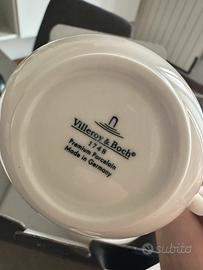 Villeroy & Boch®
1748
Premium Porcelain
Made in Germany
subito